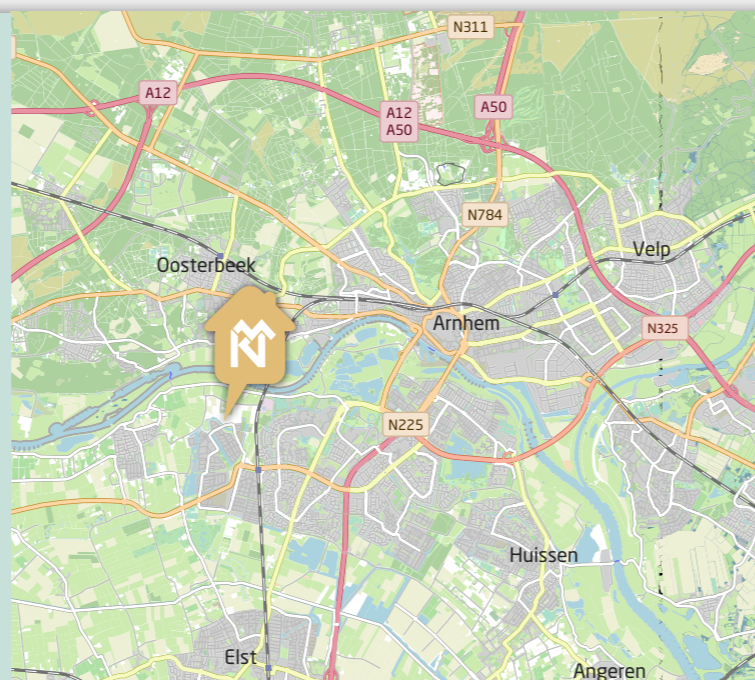 N311
A12
A50
A12
A50
N784
Velp
Oosterbeek
Arnhem
N325
N225
Huissen
Elst
Angeren